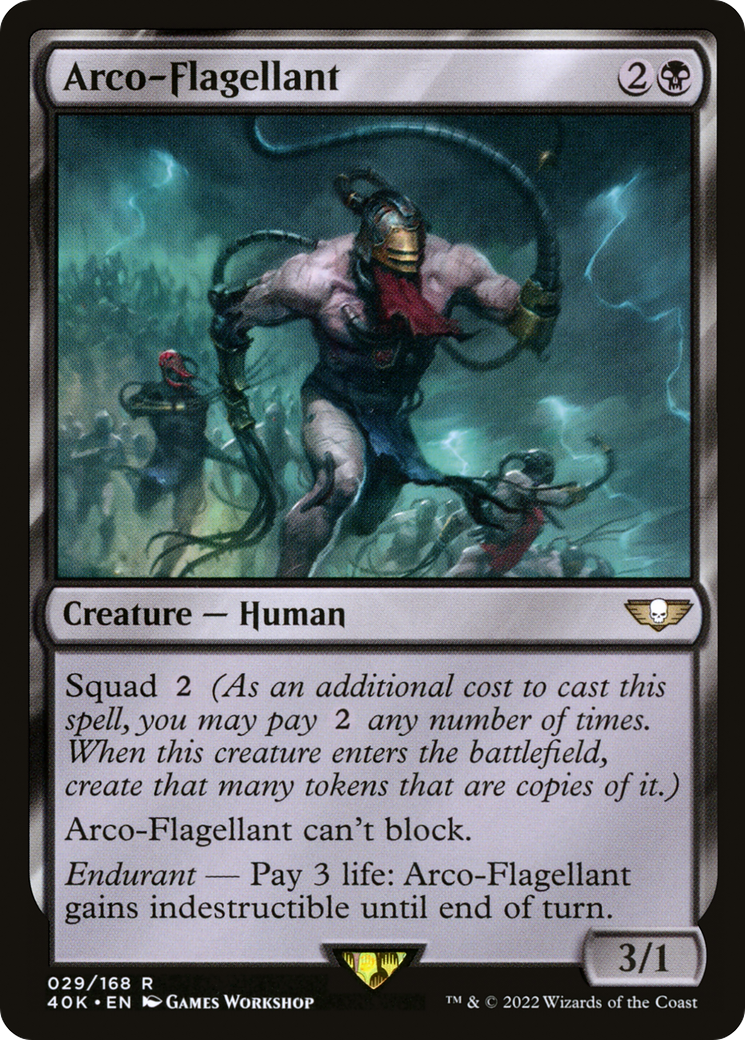 Arco-Flagellant 2
Creature — Human
Squad 2 (As an additional cost to cast this
spell, you may pay 2 any number of times.
When this creature enters the battlefield,
create that many tokens that are copies of it.)
Arco-Flagellant can't block.
Endurant — Pay 3 life: Arco-Flagellant
gains indestructible until end of turn.
3/1
029/168 R
40K • EN GAMES WORKSHOP
™ & © 2022 Wizards of the Coast